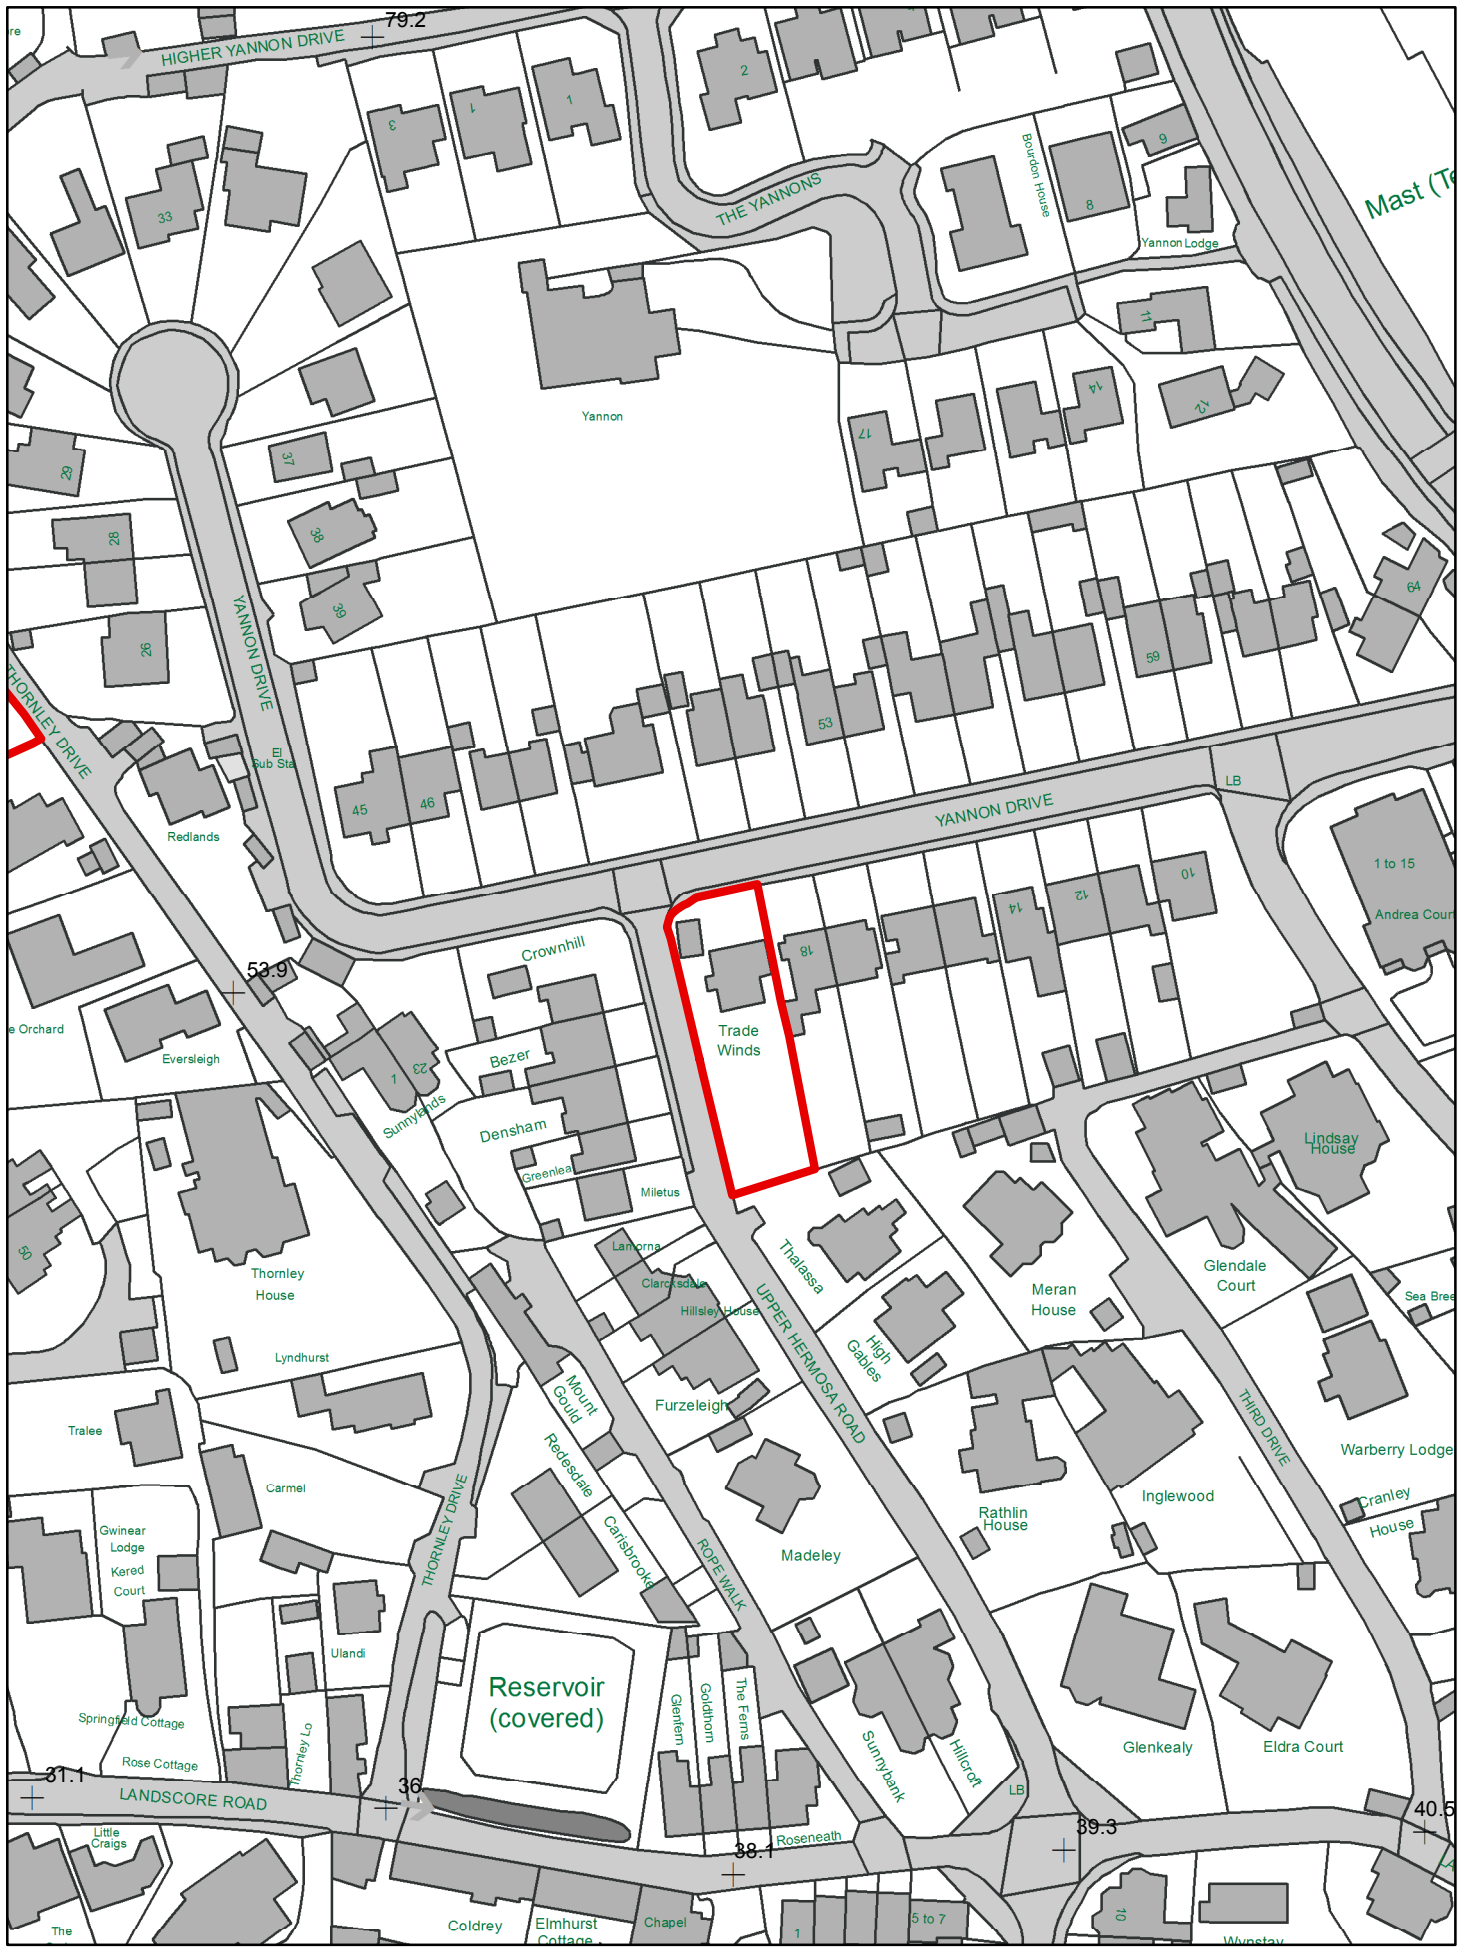 79.2
HIGHER YANNON DRIVE
3
1
1
2
9
Bourdon House
8
33
THE YANNONS
Yannon Lodge
11
Yannon
14
12
17
37
29
38
28
39
26
YANNON DRIVE
64
59
53
THORNLEY DRIVE
El
Sub Sta
45
46
LB
YANNON DRIVE
Redlands
1 to 15
10
12
14
Andrea Court
18
Crownhill
53.9
Trade
Winds
e Orchard
Eversleigh
Bezer
23
1
Sunnylands
Densham
Lindsay
House
Greenlea
Miletus
50
Lamorna
Thalassa
Thornley
House
Clarcksdale
Hillsley House
Glendale
Court
Meran
House
Sea Bree
UPPER HERMOSA ROAD
High
Gables
Lyndhurst
Mount
Gould
Furzeleigh
Tralee
THIRD DRIVE
Redesdale
Warberry Lodge
Carmel
Inglewood
Cranley
House
Rathlin
House
Gwinear
Lodge
Carisbrooke
THORNLEY DRIVE
ROPE WALK
Madeley
Kered
Court
Ulandi
Reservoir
(covered)
Glenfern
Goldthorn
The Ferns
Springfield Cottage
Thornley Lo
Sunnybank
Hillcroft
Glenkealy
Eldra Court
Rose Cottage
31.1
36
LB
LANDSCORE ROAD
39.3
40.5
Little
Craigs
Roseneath
38.1
LA
The
Coldrey
Elmhurst
Cottage
Chapel
1
5 to 7
10
Wynstay